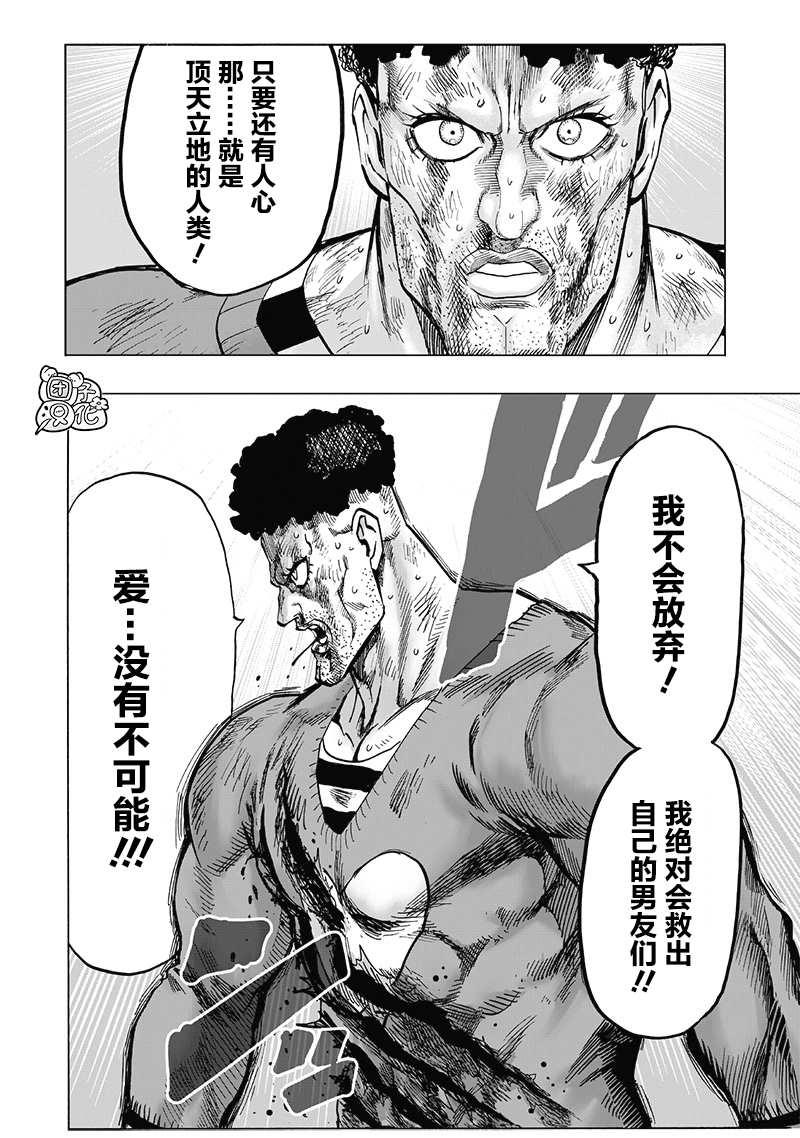 只要还有人心
那……就是
顶天立地的人类！
我不会放弃！
我绝对会救出
自己的男友们！！
爱…没有不可能！！！
团子
只化